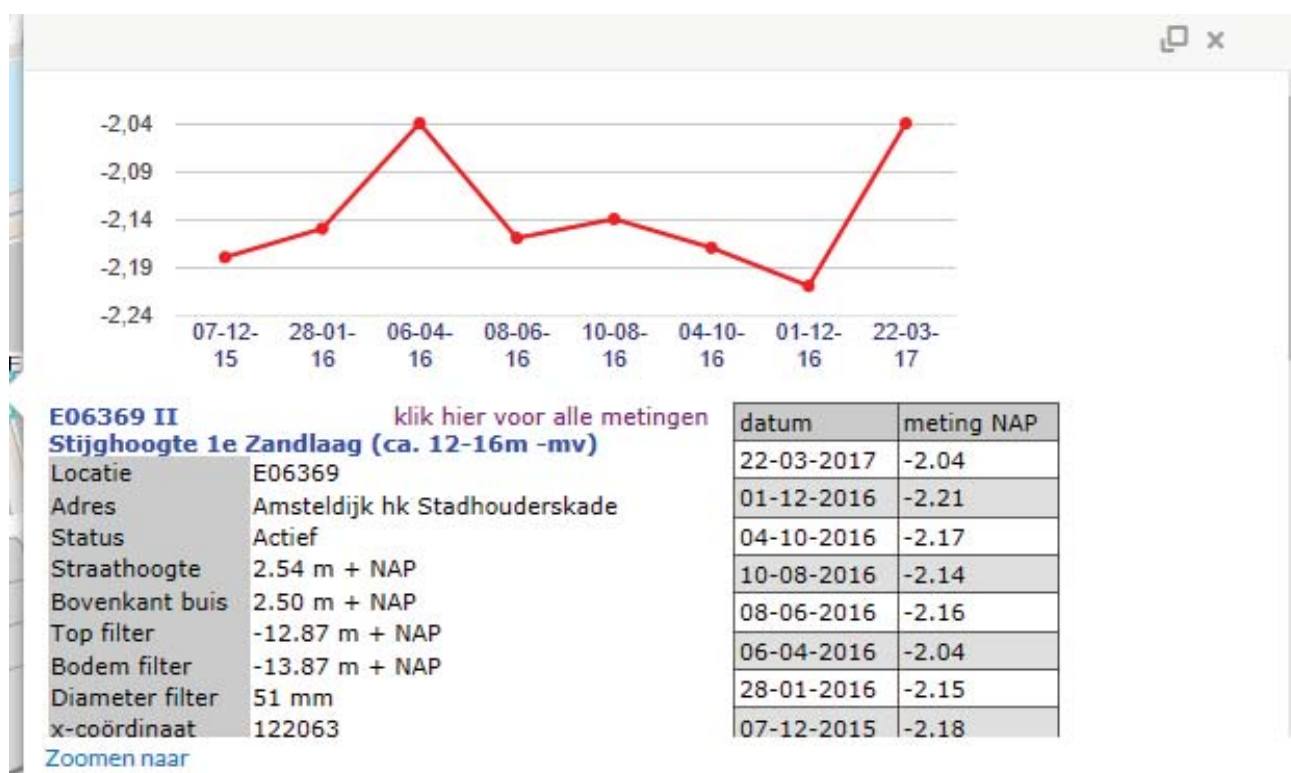 -2,04
-2,09
-2,14
-2,19
-2,24
07-12- 28-01- 06-04- 08-06- 10-08- 04-10- 01-12- 22-03-
15 16 16 16 16 16 16 17
E06369 II klik hier voor alle metingen
Stijghoogte 1e Zandlaag (ca. 12-16m -mv)
Locatie E06369
Adres Amsteldijk hk Stadhouderskade
Status Actief
Straathoogte 2.54 m + NAP
Bovenkant buis 2.50 m + NAP
Top filter -12.87 m + NAP
Bodem filter -13.87 m + NAP
Diameter filter 51 mm
x-coördinaat 122063
datum meting NAP
22-03-2017 -2.04
01-12-2016 -2.21
04-10-2016 -2.17
10-08-2016 -2.14
08-06-2016 -2.16
06-04-2016 -2.04
28-01-2016 -2.15
07-12-2015 -2.18
Zoomen naar